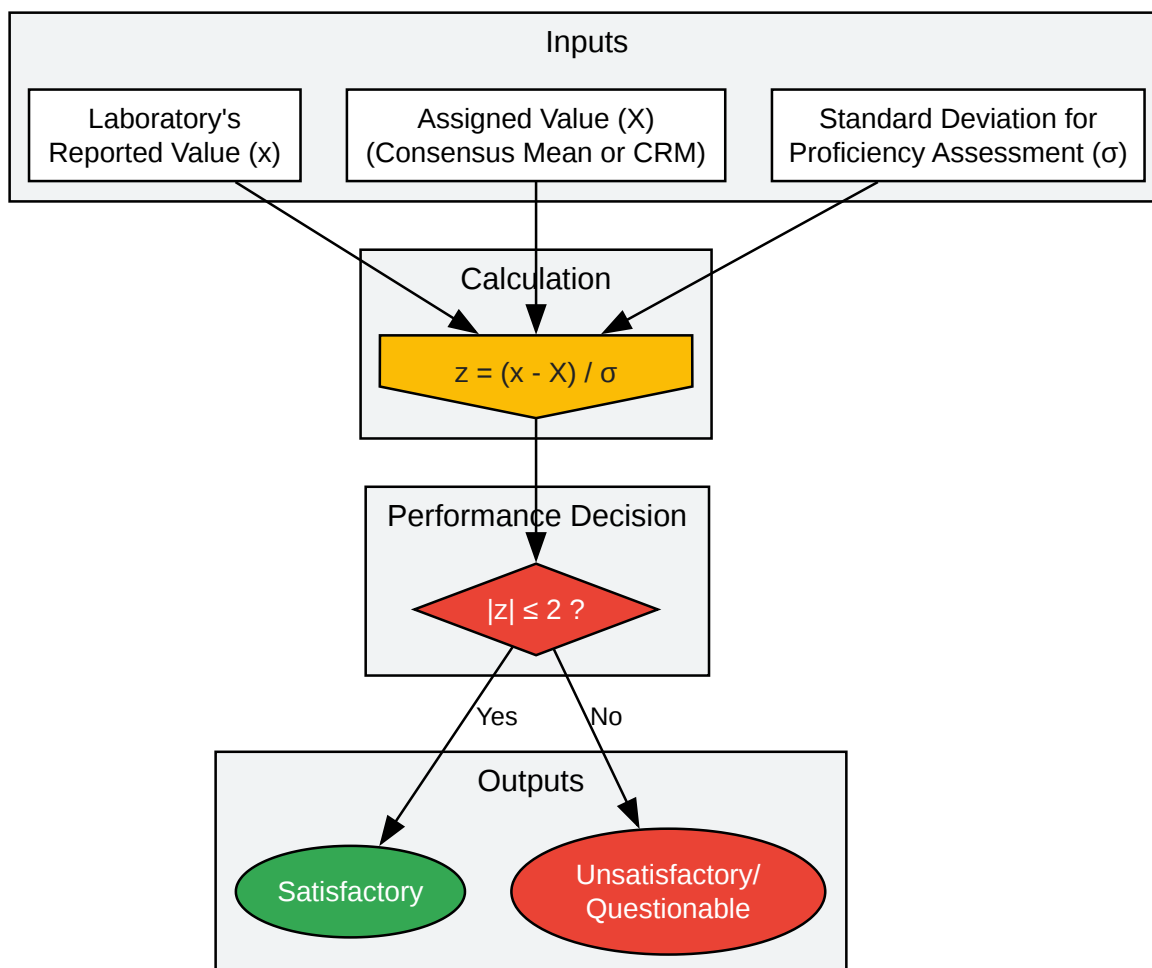 Inputs
Laboratory's
Reported Value (x)
Assigned Value (X)
(Consensus Mean or CRM)
Standard Deviation for
Proficiency Assessment (σ)
Calculation
z = (x - X) / σ
Performance Decision
|z| ≤ 2 ?
Yes
No
Outputs
Satisfactory
Unsatisfactory/
Questionable